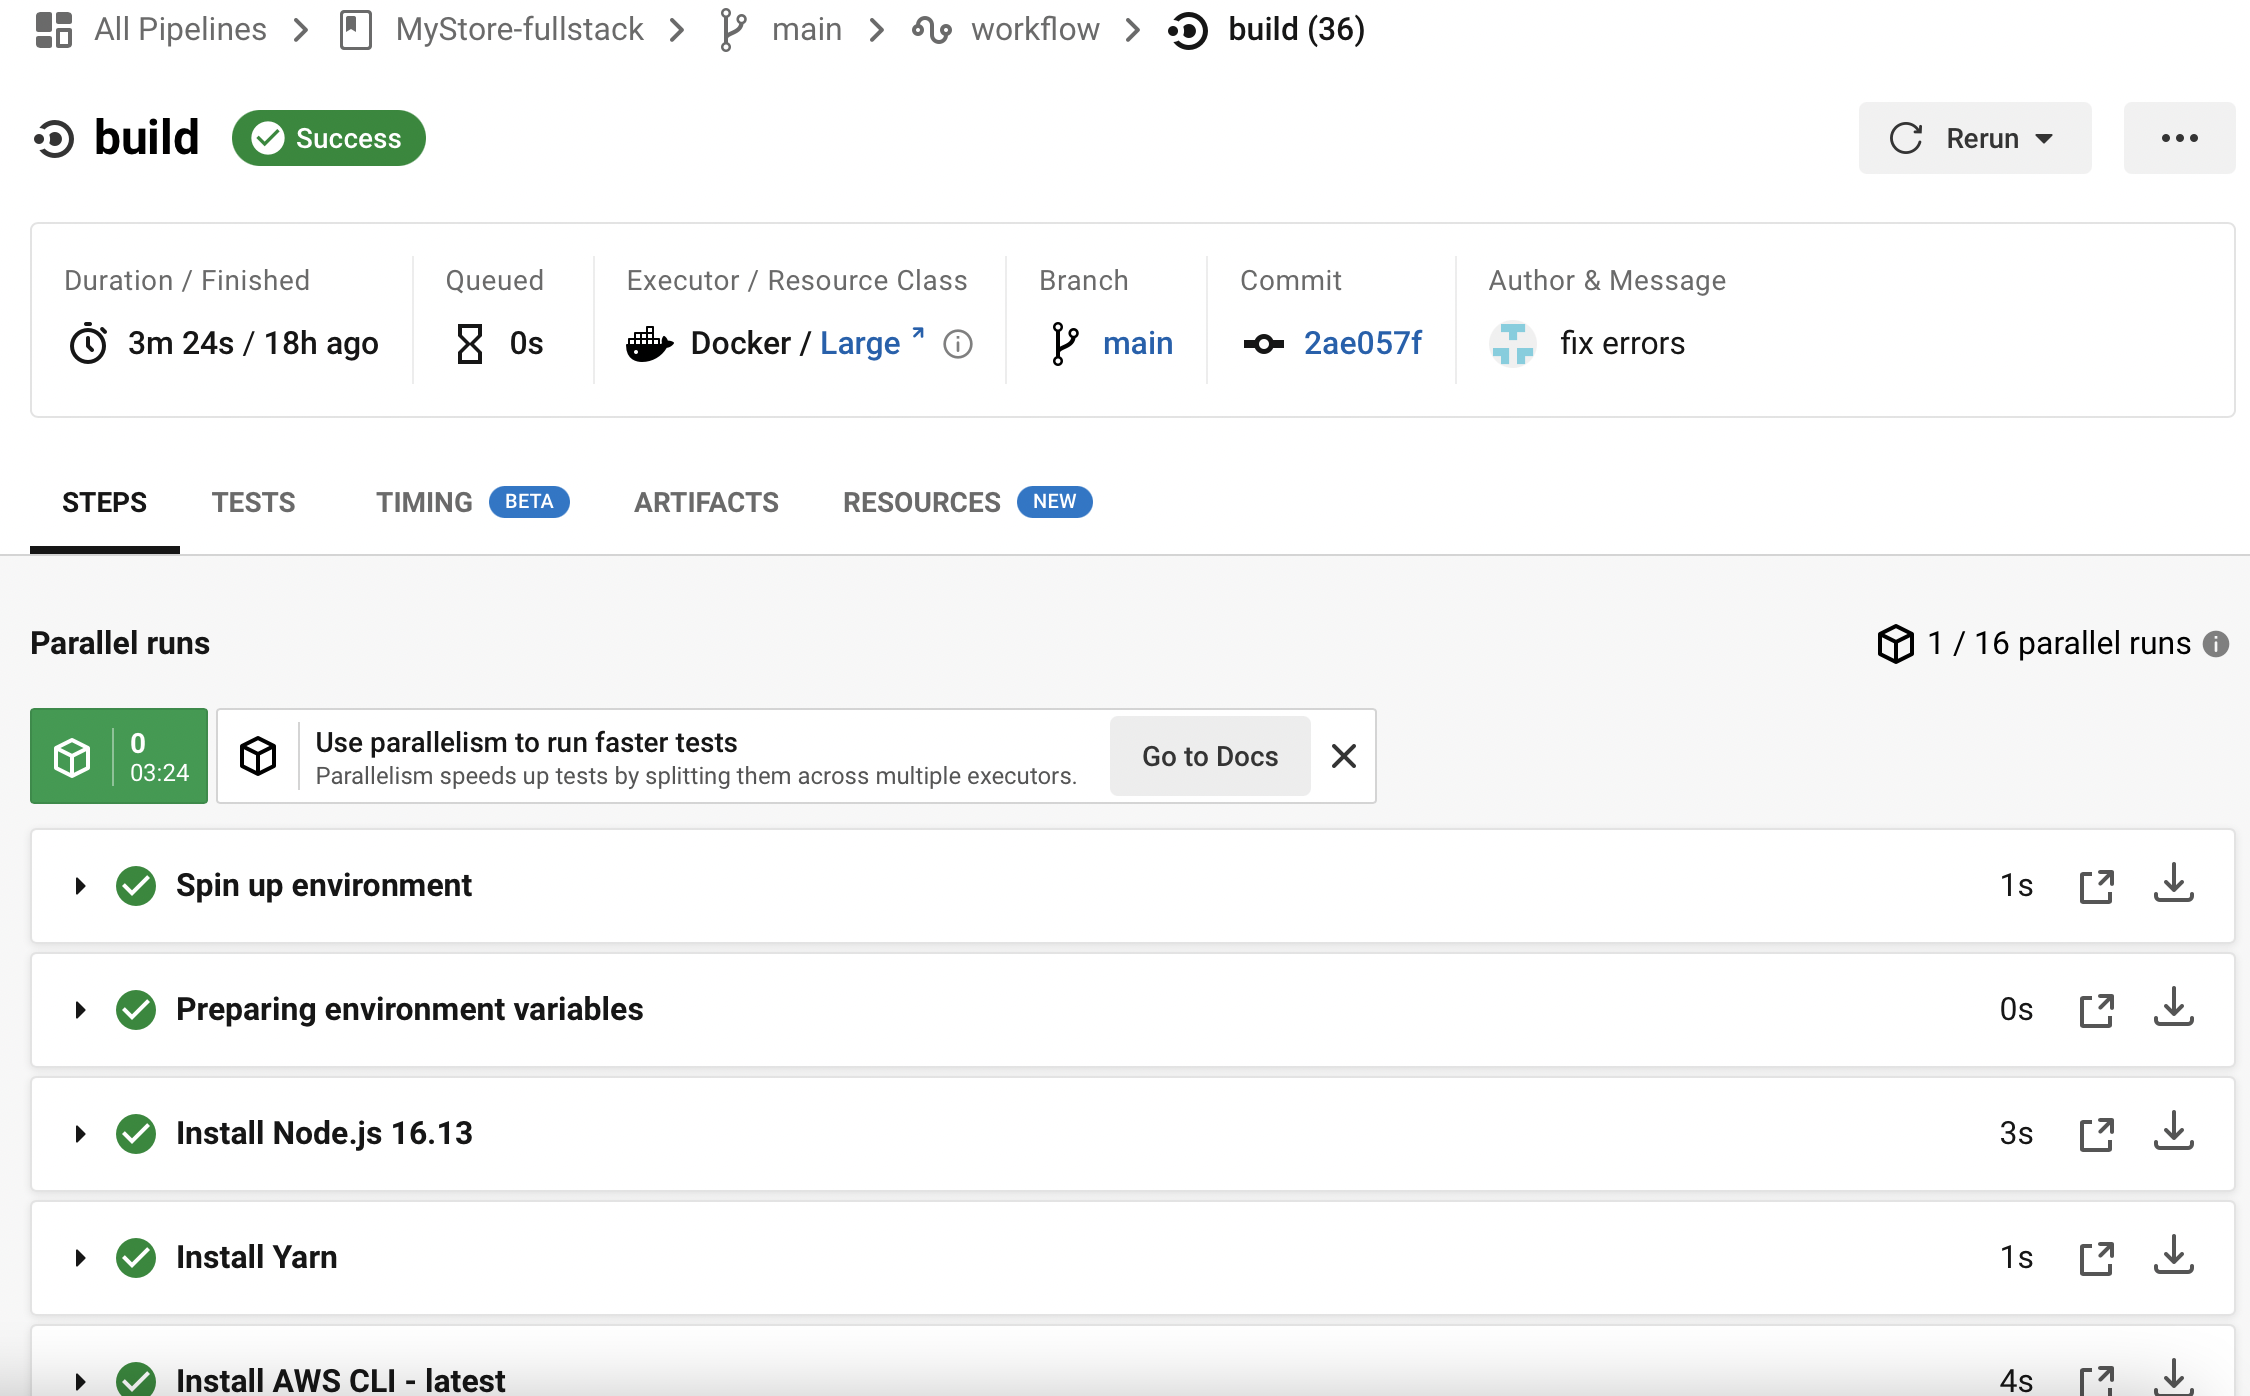 All Pipelines > MyStore-fullstack > main > workflow > build (36)
build Success Rerun
Duration / Finished Queued Executor / Resource Class Branch Commit Author & Message
3m 24s / 18h ago 0s Docker / Large main 2ae057f fix errors
STEPS TESTS TIMING BETA ARTIFACTS RESOURCES NEW
Parallel runs 1 / 16 parallel runs
0
03:24
Use parallelism to run faster tests
Parallelism speeds up tests by splitting them across multiple executors.
Go to Docs
Spin up environment 1s
Preparing environment variables 0s
Install Node.js 16.13 3s
Install Yarn 1s
Install AWS CLI - latest 4s